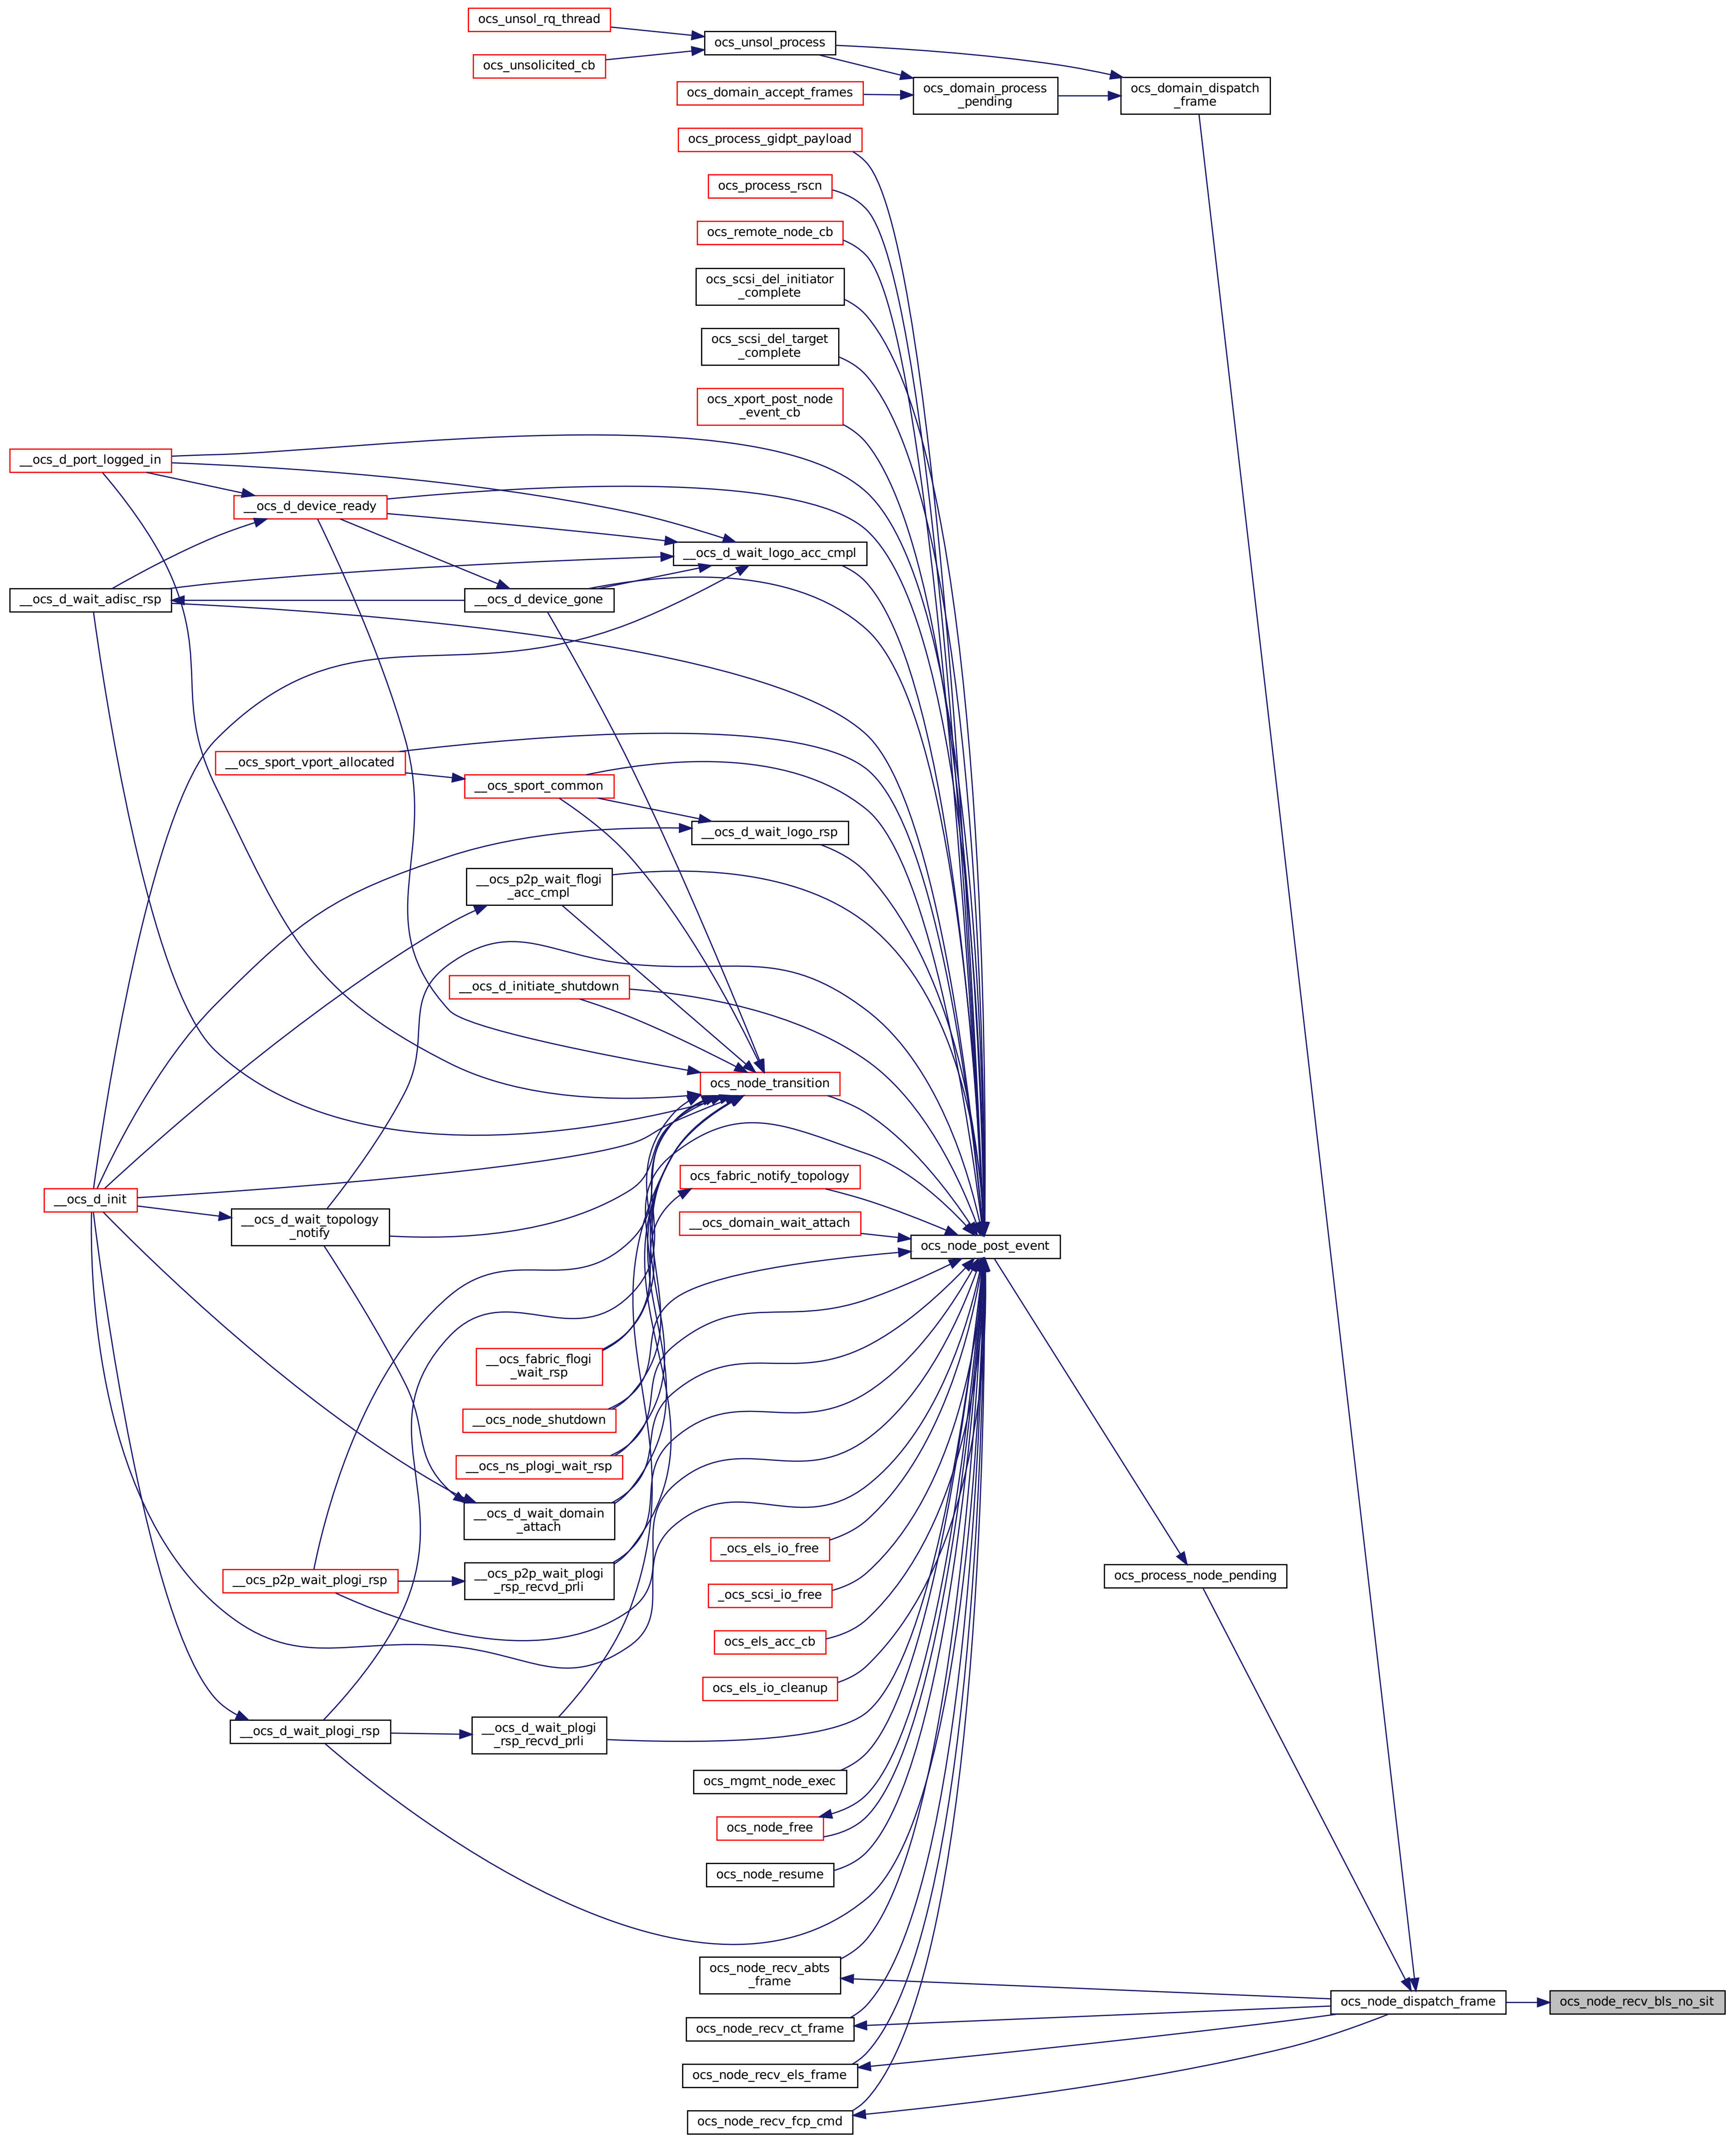 ocs_unsol_rq_thread
ocs_unsol_process
ocs_unsolicited_cb
ocs_domain_accept_frames
ocs_domain_process
_pending
ocs_domain_dispatch
_frame
ocs_process_gidpt_payload
ocs_process_rscn
ocs_remote_node_cb
ocs_scsi_del_initiator
_complete
ocs_scsi_del_target
_complete
ocs_xport_post_node
_event_cb
__ocs_d_port_logged_in
__ocs_d_device_ready
__ocs_d_wait_logo_acc_cmpl
__ocs_d_wait_adisc_rsp
__ocs_d_device_gone
__ocs_sport_vport_allocated
__ocs_sport_common
__ocs_d_wait_logo_rsp
__ocs_p2p_wait_flogi
_acc_cmpl
__ocs_d_initiate_shutdown
ocs_node_transition
ocs_fabric_notify_topology
__ocs_d_init
__ocs_d_wait_topology
_notify
__ocs_domain_wait_attach
ocs_node_post_event
__ocs_fabric_flogi
_wait_rsp
__ocs_node_shutdown
__ocs_ns_plogi_wait_rsp
__ocs_d_wait_domain
_attach
_ocs_els_io_free
__ocs_p2p_wait_plogi_rsp
__ocs_p2p_wait_plogi
_rsp_recvd_prli
ocs_process_node_pending
_ocs_scsi_io_free
ocs_els_acc_cb
ocs_els_io_cleanup
__ocs_d_wait_plogi_rsp
__ocs_d_wait_plogi
_rsp_recvd_prli
ocs_mgmt_node_exec
ocs_node_free
ocs_node_resume
ocs_node_recv_abts
_frame
ocs_node_dispatch_frame
ocs_node_recv_bls_no_sit
ocs_node_recv_ct_frame
ocs_node_recv_els_frame
ocs_node_recv_fcp_cmd